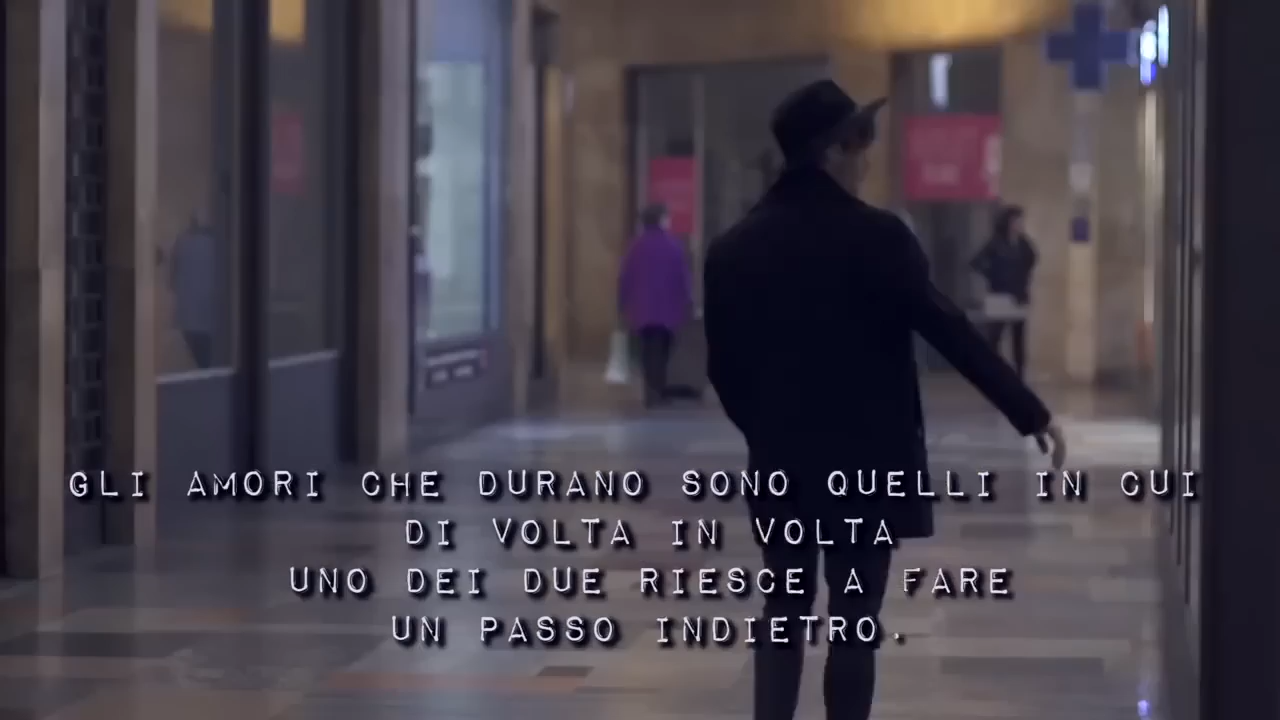 GLI AMORI CHE DURANO SONO QUELLI IN CUI
DI VOLTA IN VOLTA
UNO DEI DUE RIESCE A FARE
UN PASSO INDIETRO.